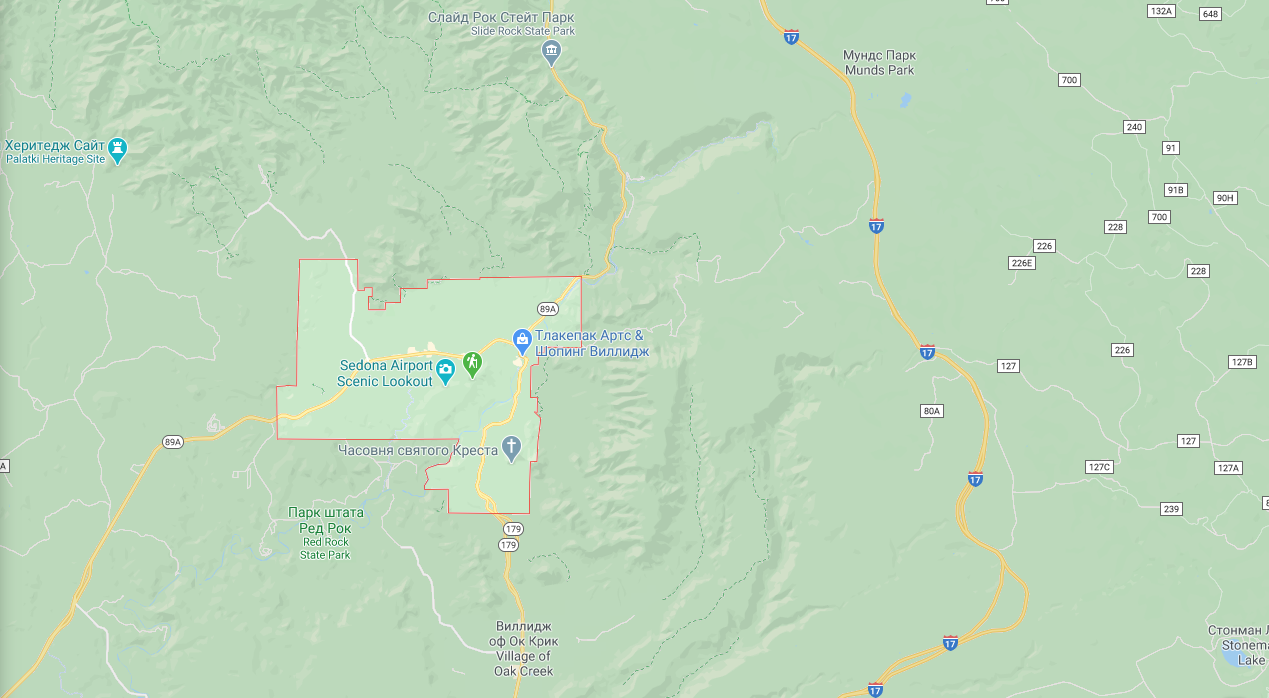 Слайд Рок Стейт Парк
Slide Rock State Park
17
Мундс Парк
Munds Park
132A
648
700
240
91
91B
90H
700
228
226
226E
228
Херитедж Сайт
Palatki Heritage Site
17
89A
Тлакепак Артс &
Шопинг Виллидж
Sedona Airport
Scenic Lookout
17
127
226
127B
80A
89A
Часовня святого Креста
127
127C
127A
17
239
Парк штата
Ред Рок
Red Rock
State Park
179
179
Виллидж
оф Ок Крик
Village of
Oak Creek
17
17
Стонман Л
Stonema
Lake
A